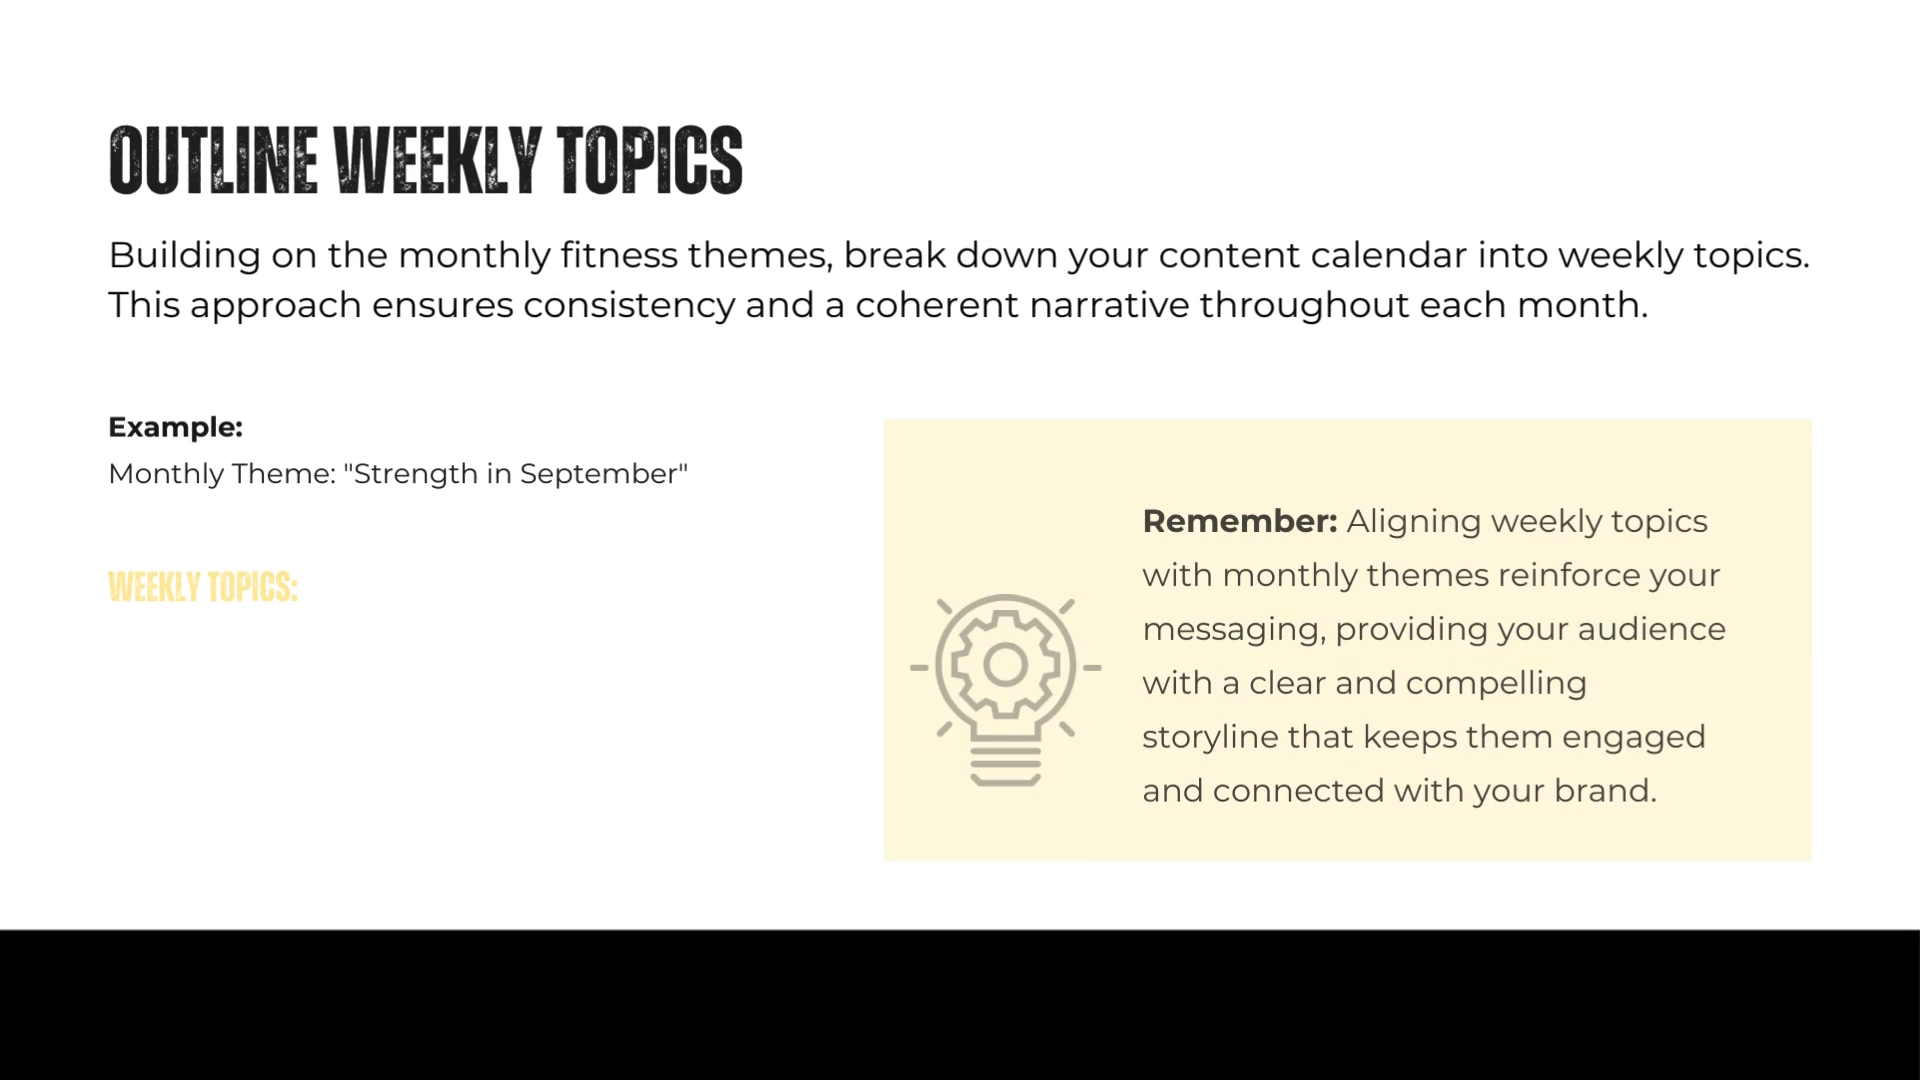 OUTLINE WEEKLY TOPICS
Building on the monthly fitness themes, break down your content calendar into weekly topics.
This approach ensures consistency and a coherent narrative throughout each month.
Example:
Monthly Theme: "Strength in September"
WEEKLY TOPICS:
Remember: Aligning weekly topics
with monthly themes reinforce your
messaging, providing your audience
with a clear and compelling
storyline that keeps them engaged
and connected with your brand.